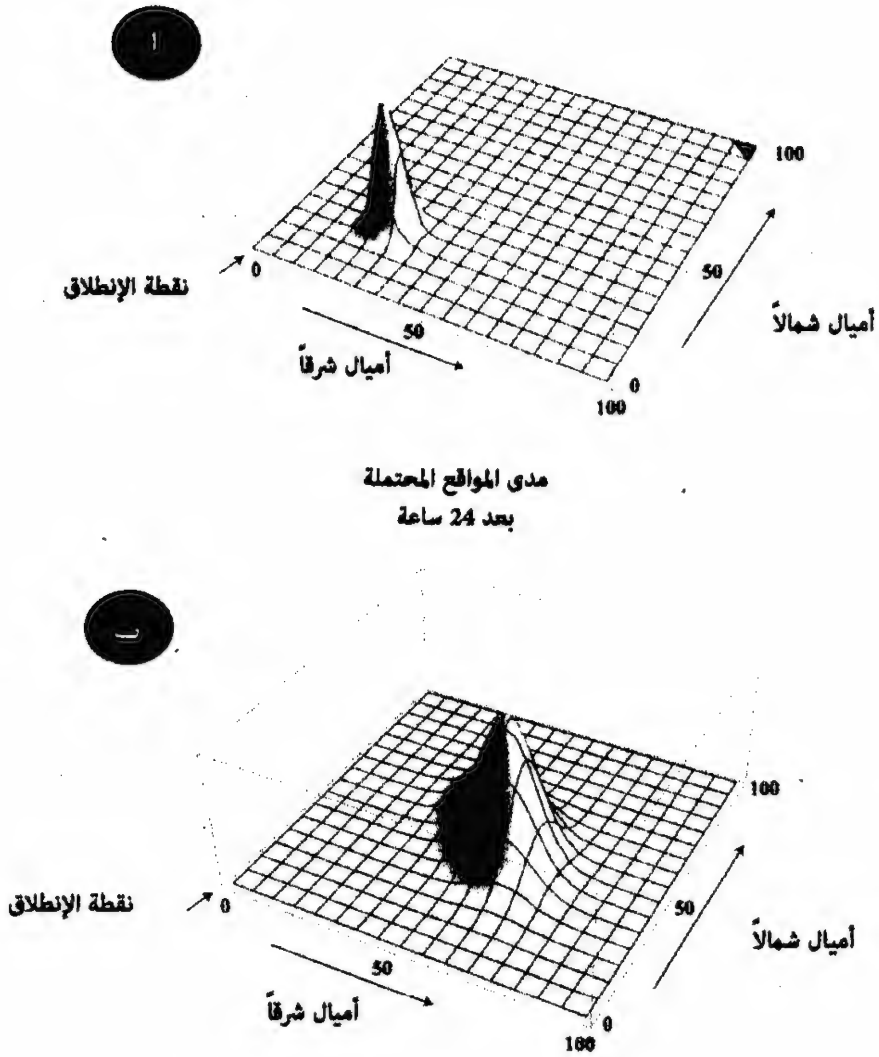 أ
100
50
أميال شمالاً
0
نقطة الإنطلاق
0
50
أميال شرقاً
100
مدى المواقع المحتملة
بعد 24 ساعة
ب
100
50
أميال شمالاً
0
نقطة الإنطلاق
0
50
أميال شرقاً
100